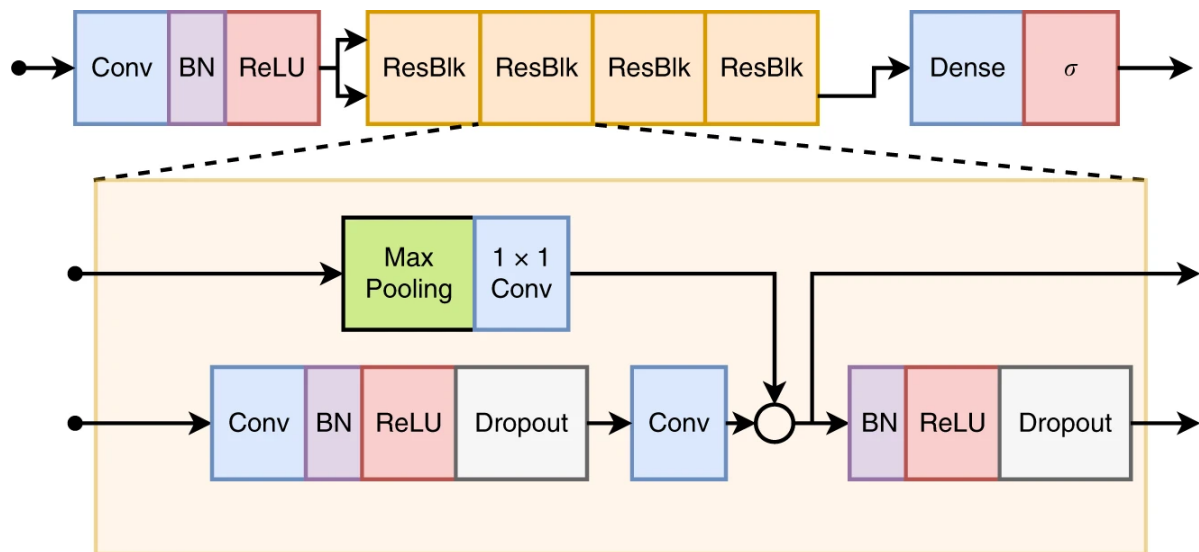 Conv BN ReLU ResBlk ResBlk ResBlk ResBlk Dense σ
Max
Pooling
1 × 1
Conv
Conv BN ReLU Dropout Conv BN ReLU Dropout